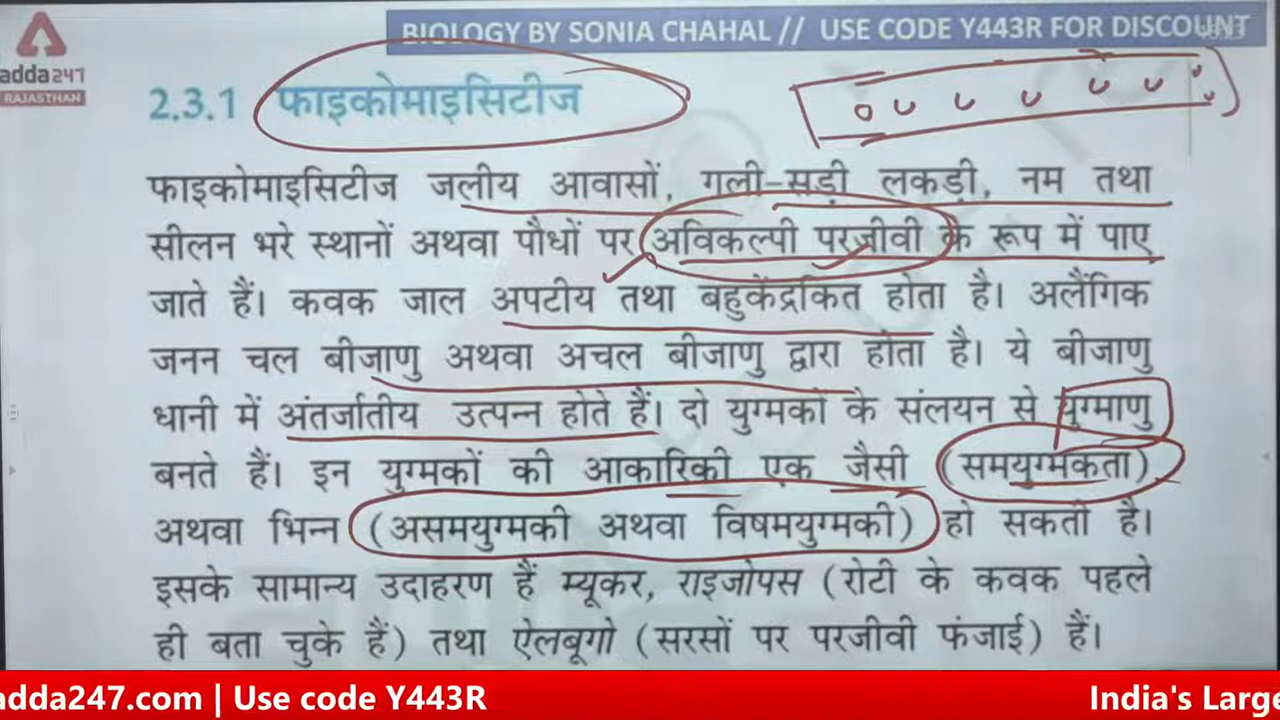 BIOLOGY BY SONIA CHAHAL // USE CODE Y443R FOR DISCOUNT
adda247
RAJASTHAN
2.3.1 फाइकोमाइसिटीज
फाइकोमाइसिटीज जलीय आवासों, गली-सड़ी लकड़ी, नम तथा
सीलन भरे स्थानों अथवा पौधों पर अविकल्पी परजीवी के रूप में पाए
जाते हैं। कवक जाल अपटीय तथा बहुकेंद्रकित होता है। अलैंगिक
जनन चल बीजाणु अथवा अचल बीजाणु द्वारा होता है। ये बीजाणु
धानी में अंतर्जातीय उत्पन्न होते हैं। दो युग्मकों के संलयन से युग्माणु
बनते हैं। इन युग्मकों की आकारिकी एक जैसी (समयुग्मकता)
अथवा भिन्न (असमयुग्मकी अथवा विषमयुग्मकी) हो सकती है।
इसके सामान्य उदाहरण हैं म्यूकर, राइजोपस (रोटी के कवक पहले
ही बता चुके हैं) तथा ऐलबूगो (सरसों पर परजीवी फंजाई) हैं।
adda247.com | Use code Y443R
India's Large